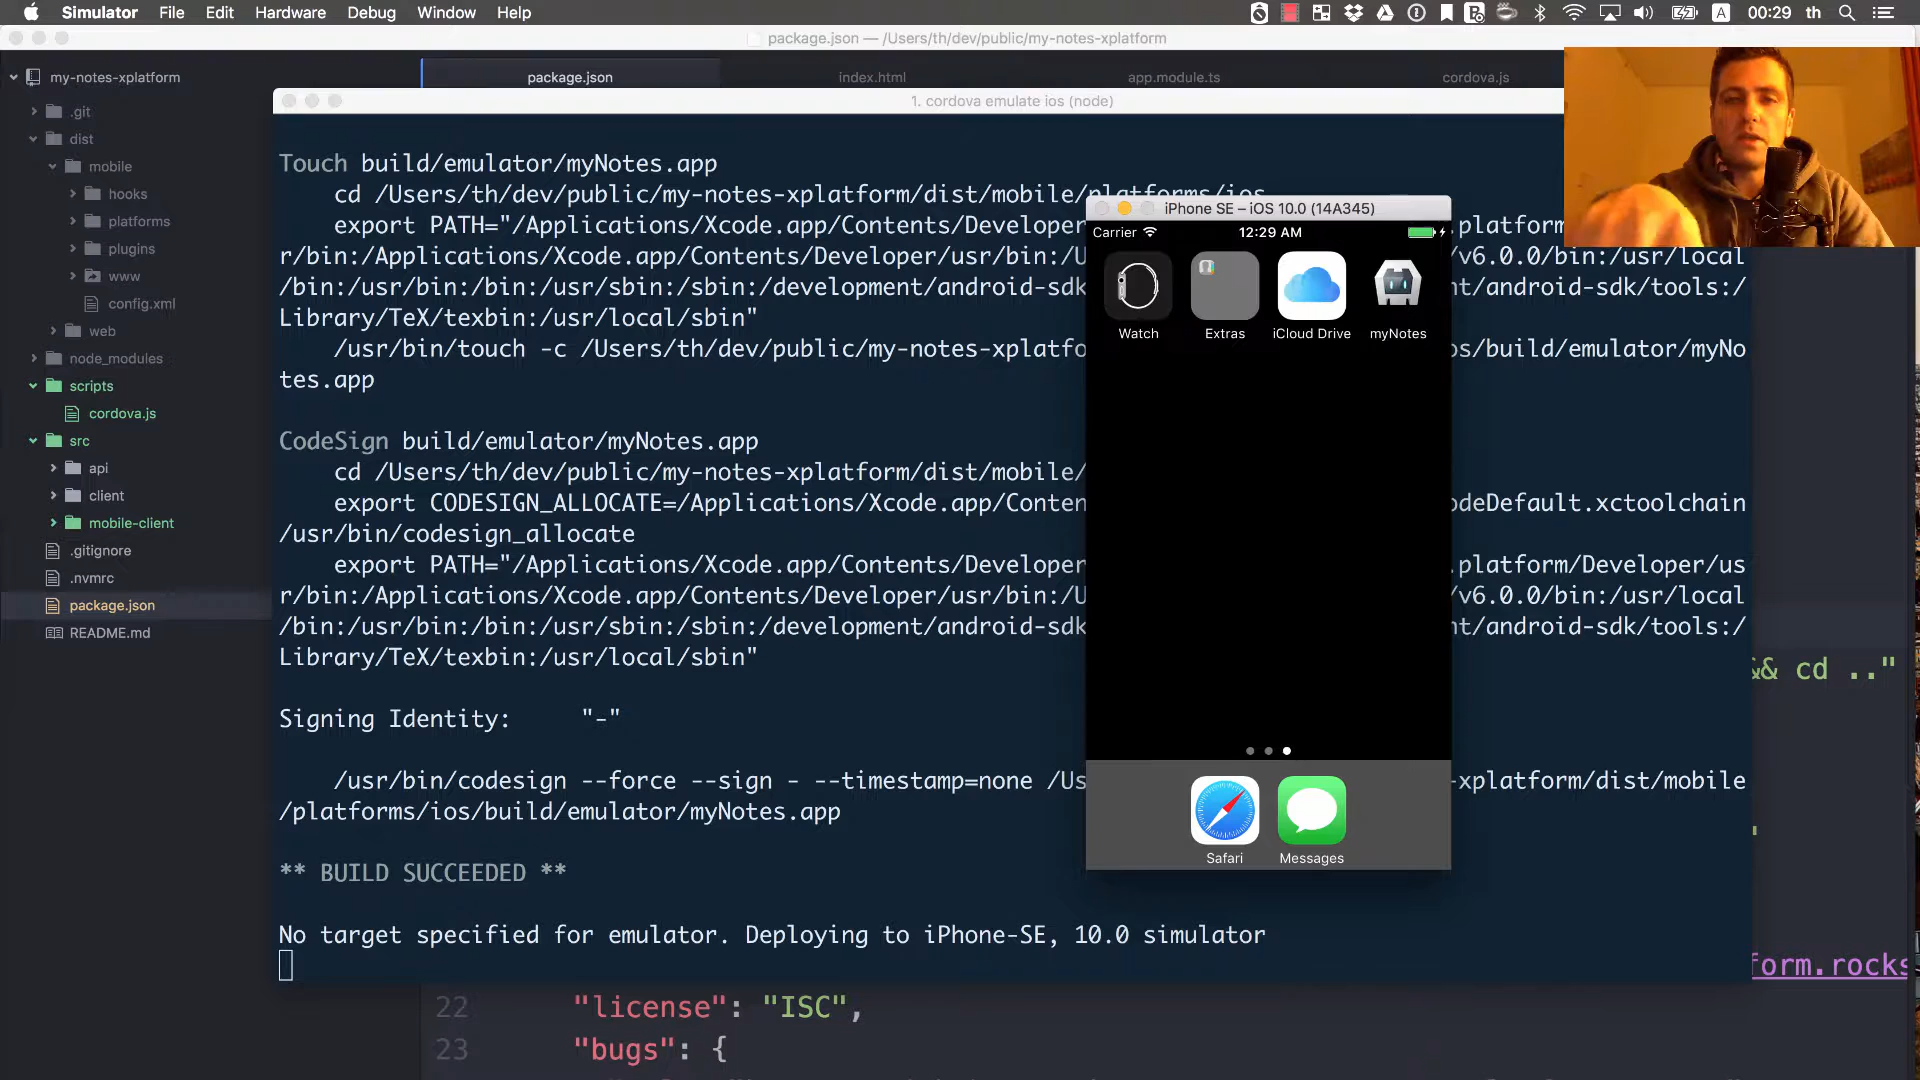 Simulator File Edit Hardware Debug Window Help
00:29 th
package.json — /Users/th/dev/public/my-notes-xplatform
my-notes-xplatform
package.json
index.html
app.module.ts
cordova.js
.git
dist
mobile
hooks
platforms
plugins
www
config.xml
web
node_modules
scripts
cordova.js
src
api
client
mobile-client
.gitignore
.nvmrc
package.json
README.md
1. cordova emulate ios (node)
Touch build/emulator/myNotes.app
cd /Users/th/dev/public/my-notes-xplatform/dist/mobile/platforms/ios
export PATH="/Applications/Xcode.app/Contents/Developer .platform/Developer/us
r/bin:/Applications/Xcode.app/Contents/Developer/usr/bin:/U /v6.0.0/bin:/usr/local
/bin:/usr/bin:/bin:/usr/sbin:/sbin:/development/android-sdk nt/android-sdk/tools:/
Library/TeX/texbin:/usr/local/sbin"
/usr/bin/touch -c /Users/th/dev/public/my-notes-xplatfo os/build/emulator/myNo
tes.app
CodeSign build/emulator/myNotes.app
cd /Users/th/dev/public/my-notes-xplatform/dist/mobile/
export CODESIGN_ALLOCATE=/Applications/Xcode.app/Conten odeDefault.xctoolchain
/usr/bin/codesign_allocate
export PATH="/Applications/Xcode.app/Contents/Developer .platform/Developer/us
r/bin:/Applications/Xcode.app/Contents/Developer/usr/bin:/U /v6.0.0/bin:/usr/local
/bin:/usr/bin:/bin:/usr/sbin:/sbin:/development/android-sdk nt/android-sdk/tools:/
Library/TeX/texbin:/usr/local/sbin"
Signing Identity: "-"
/usr/bin/codesign --force --sign - --timestamp=none /Us -xplatform/dist/mobile
/platforms/ios/build/emulator/myNotes.app
** BUILD SUCCEEDED **
No target specified for emulator. Deploying to iPhone-SE, 10.0 simulator
iPhone SE – iOS 10.0 (14A345)
Carrier 12:29 AM
Watch Extras iCloud Drive myNotes
Safari Messages
&& cd .."
form.rocks
22 "license": "ISC",
23 "bugs": {